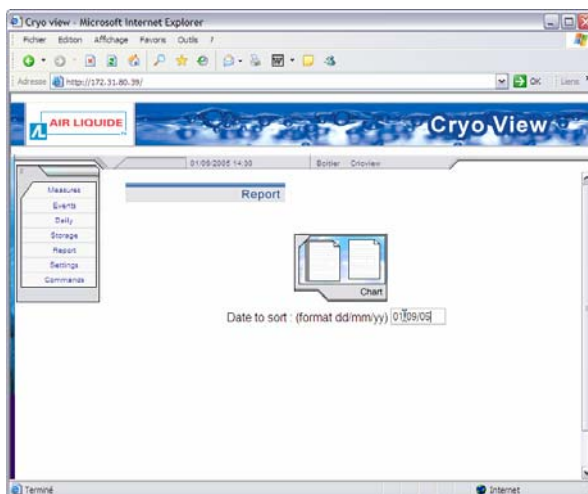 Cryo view - Microsoft Internet Explorer
Fichier Edition Affichage Favoris Outils ?
Adresse http://172.31.80.39/ OK Liens
AIR LIQUIDE
Cryo View
01/09/2005 14:30 Boitier Crioview
Measures
Events
Daily
Storage
Report
Settings
Commands
Report
Chart
Date to sort : (format dd/mm/yy) 01/09/05
Terminé Internet